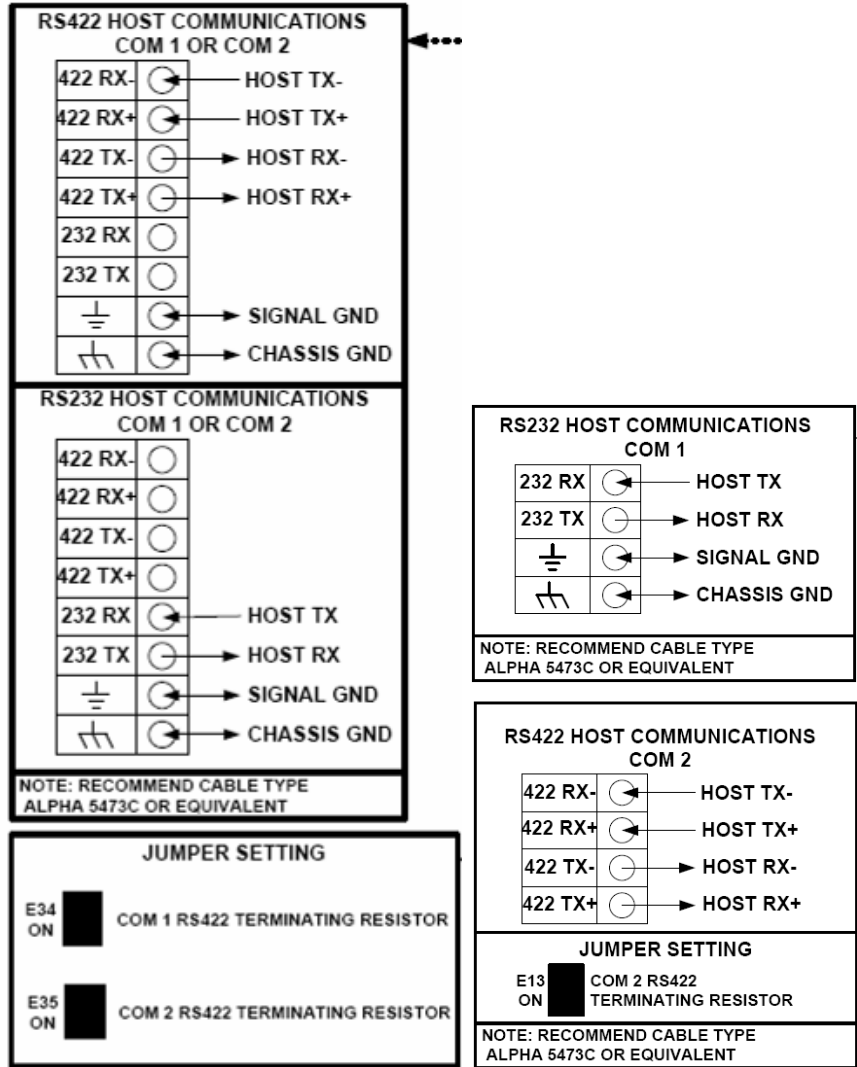 RS422 HOST COMMUNICATIONS
COM 1 OR COM 2
422 RX- HOST TX-
422 RX+ HOST TX+
422 TX- HOST RX-
422 TX+ HOST RX+
232 RX
232 TX
SIGNAL GND
CHASSIS GND
RS232 HOST COMMUNICATIONS
COM 1 OR COM 2
422 RX-
422 RX+
422 TX-
422 TX+
232 RX HOST TX
232 TX HOST RX
SIGNAL GND
CHASSIS GND
NOTE: RECOMMEND CABLE TYPE
ALPHA 5473C OR EQUIVALENT
JUMPER SETTING
E34
ON
COM 1 RS422 TERMINATING RESISTOR
E35
ON
COM 2 RS422 TERMINATING RESISTOR
RS232 HOST COMMUNICATIONS
COM 1
232 RX HOST TX
232 TX HOST RX
SIGNAL GND
CHASSIS GND
NOTE: RECOMMEND CABLE TYPE
ALPHA 5473C OR EQUIVALENT
RS422 HOST COMMUNICATIONS
COM 2
422 RX- HOST TX-
422 RX+ HOST TX+
422 TX- HOST RX-
422 TX+ HOST RX+
JUMPER SETTING
E13
ON
COM 2 RS422
TERMINATING RESISTOR
NOTE: RECOMMEND CABLE TYPE
ALPHA 5473C OR EQUIVALENT